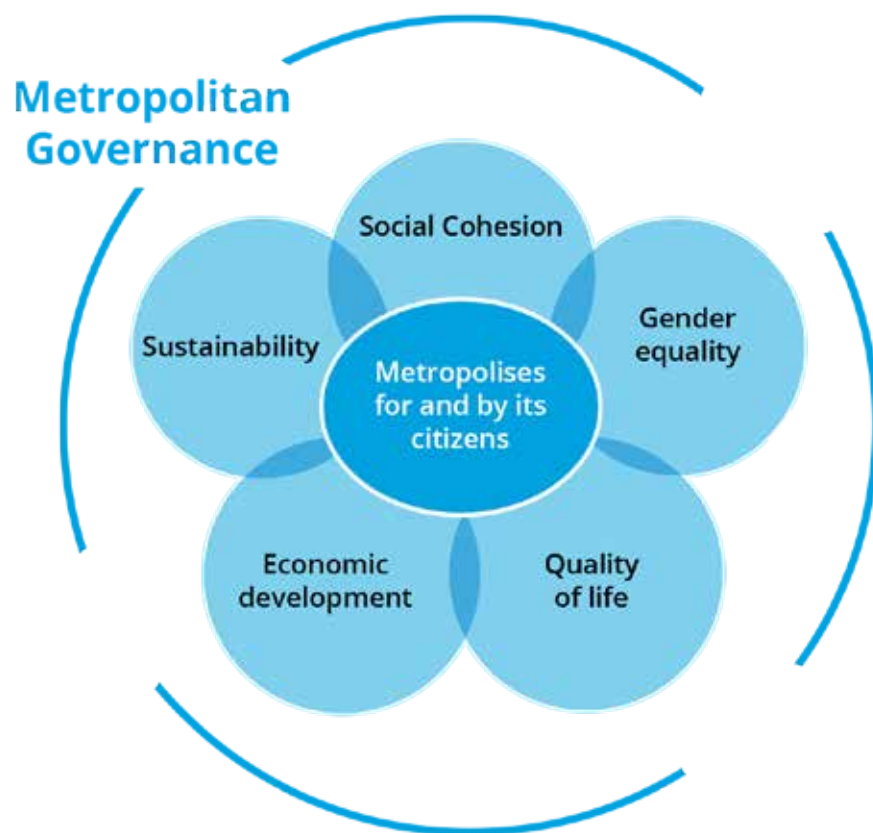 Metropolitan
Governance
Social Cohesion
Sustainability
Gender
equality
Metropolises
for and by its
citizens
Economic
development
Quality
of life